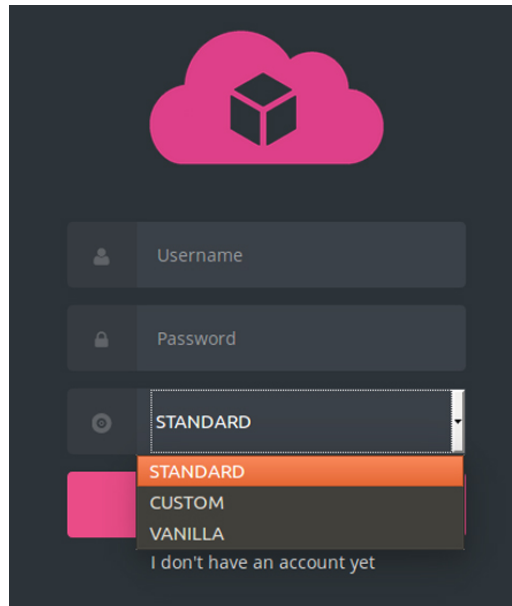 Username
Password
STANDARD
STANDARD
CUSTOM
VANILLA
I don't have an account yet